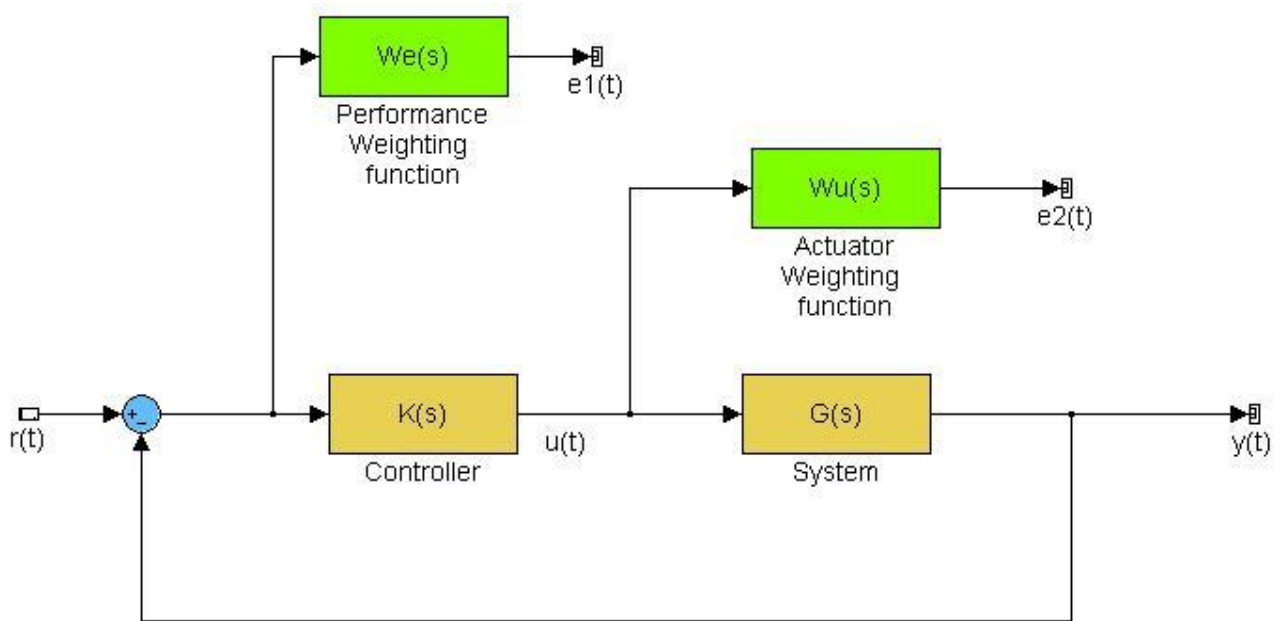 We(s)
e1(t)
Performance
Weighting
function
Wu(s)
e2(t)
Actuator
Weighting
function
r(t)
+
-
K(s)
Controller
u(t)
G(s)
System
y(t)